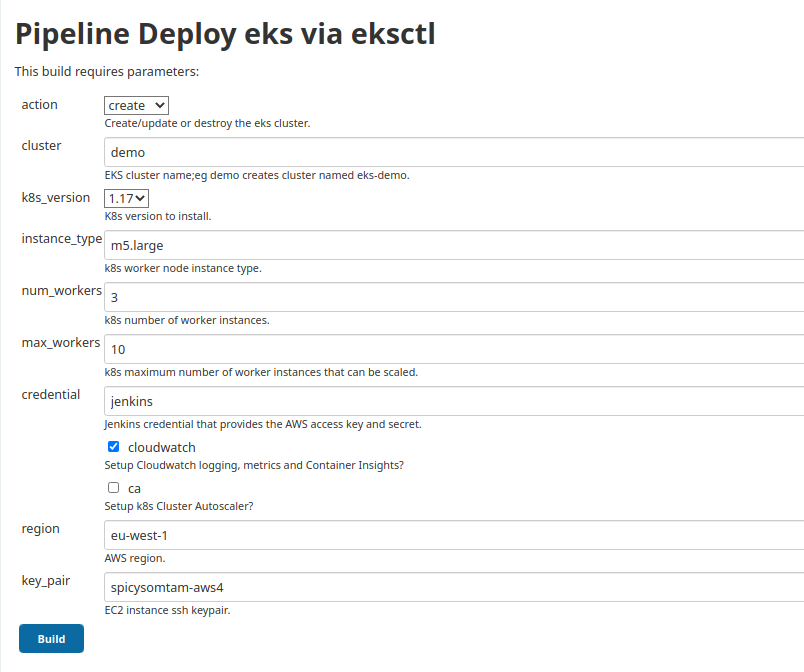 Pipeline Deploy eks via eksctl
This build requires parameters:
action
create
Create/update or destroy the eks cluster.
cluster
demo
EKS cluster name;eg demo creates cluster named eks-demo.
k8s_version
1.17
K8s version to install.
instance_type
m5.large
k8s worker node instance type.
num_workers
3
k8s number of worker instances.
max_workers
10
k8s maximum number of worker instances that can be scaled.
credential
jenkins
Jenkins credential that provides the AWS access key and secret.
cloudwatch
Setup Cloudwatch logging, metrics and Container Insights?
ca
Setup k8s Cluster Autoscaler?
region
eu-west-1
AWS region.
key_pair
spicysomtam-aws4
EC2 instance ssh keypair.
Build